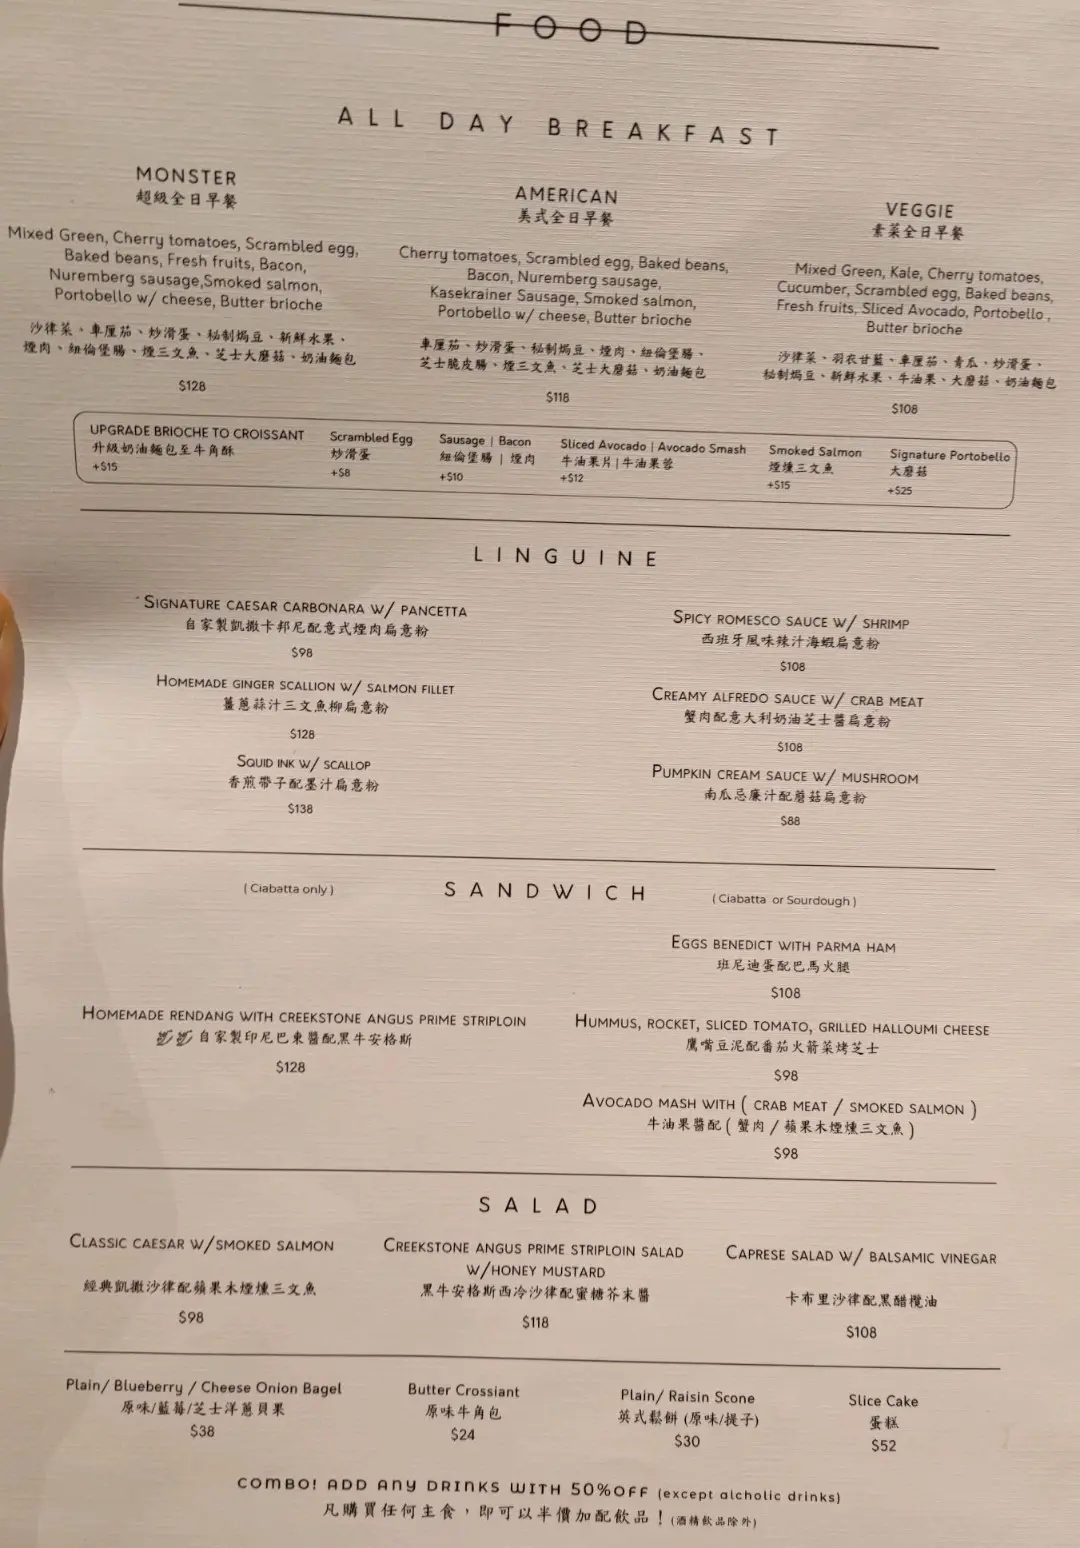 FOOD
ALL DAY BREAKFAST
MONSTER
超級全日早餐
Mixed Green, Cherry tomatoes, Scrambled egg,
Baked beans, Fresh fruits, Bacon,
Nuremberg sausage,Smoked salmon,
Portobello w/ cheese, Butter brioche
沙律菜、車厘茄、炒滑蛋、秘制焗豆、新鮮水果、
煙肉、紐倫堡腸、煙三文魚、芝士大蘑菇、奶油麵包
$128
AMERICAN
美式全日早餐
Cherry tomatoes, Scrambled egg, Baked beans,
Bacon, Nuremberg sausage,
Kasekrainer Sausage, Smoked salmon,
Portobello w/ cheese, Butter brioche
車厘茄、炒滑蛋、秘制焗豆、煙肉、紐倫堡腸、
芝士脆皮腸、煙三文魚、芝士大蘑菇、奶油麵包
$118
VEGGIE
素菜全日早餐
Mixed Green, Kale, Cherry tomatoes,
Cucumber, Scrambled egg, Baked beans,
Fresh fruits, Sliced Avocado, Portobello ,
Butter brioche
沙律菜、羽衣甘藍、車厘茄、青瓜、炒滑蛋、
秘制焗豆、新鮮水果、牛油果、大蘑菇、奶油麵包
$108
UPGRADE BRIOCHE TO CROISSANT
升級奶油麵包至牛角酥
+$15
Scrambled Egg
炒滑蛋
+$8
Sausage | Bacon
紐倫堡腸 | 煙肉
+$10
Sliced Avocado | Avocado Smash
牛油果片|牛油果蓉
+$12
Smoked Salmon
煙燻三文魚
+$15
Signature Portobello
大蘑菇
+$25
LINGUINE
SIGNATURE CAESAR CARBONARA W/ PANCETTA
自家製凱撒卡邦尼配意式煙肉扁意粉
$98
HOMEMADE GINGER SCALLION W/ SALMON FILLET
薑蔥蒜汁三文魚柳扁意粉
$128
SQUID INK W/ SCALLOP
香煎帶子配墨汁扁意粉
$138
SPICY ROMESCO SAUCE W/ SHRIMP
西班牙風味辣汁海蝦扁意粉
$108
CREAMY ALFREDO SAUCE W/ CRAB MEAT
蟹肉配意大利奶油芝士醬扁意粉
$108
PUMPKIN CREAM SAUCE W/ MUSHROOM
南瓜忌廉汁配蘑菇扁意粉
$88
SANDWICH
( Ciabatta only )
HOMEMADE RENDANG WITH CREEKSTONE ANGUS PRIME STRIPLOIN
自家製印尼巴東醬配黑牛安格斯
$128
( Ciabatta or Sourdough )
EGGS BENEDICT WITH PARMA HAM
班尼迪蛋配巴馬火腿
$108
HUMMUS, ROCKET, SLICED TOMATO, GRILLED HALLOUMI CHEESE
鷹嘴豆泥配番茄火箭菜烤芝士
$98
AVOCADO MASH WITH ( CRAB MEAT / SMOKED SALMON )
牛油果醬配 ( 蟹肉 / 蘋果木煙燻三文魚 )
$98
SALAD
CLASSIC CAESAR W/SMOKED SALMON
經典凱撒沙律配蘋果木煙燻三文魚
$98
CREEKSTONE ANGUS PRIME STRIPLOIN SALAD
W/HONEY MUSTARD
黑牛安格斯西冷沙律配蜜糖芥末醬
$118
CAPRESE SALAD W/ BALSAMIC VINEGAR
卡布里沙律配黑醋欖油
$108
Plain/ Blueberry / Cheese Onion Bagel
原味/藍莓/芝士洋蔥貝果
$38
Butter Crossiant
原味牛角包
$24
Plain/ Raisin Scone
英式鬆餅 (原味/提子)
$30
Slice Cake
蛋糕
$52
COMBO! ADD ANY DRINKS WITH 50%OFF (except alcholic drinks)
凡購買任何主食，即可以半價加配飲品！(酒精飲品除外)